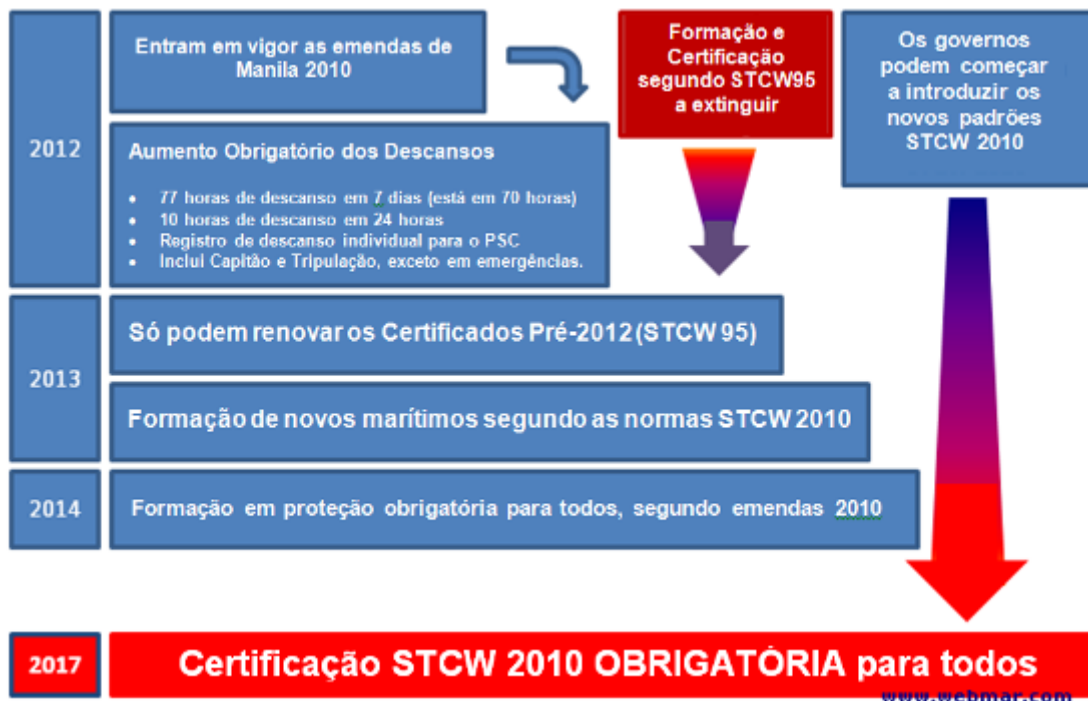 2012
Entram em vigor as emendas de
Manila 2010
Formação e
Certificação
segundo STCW95
a extinguir
Os governos
podem começar
a introduzir os
novos padrões
STCW 2010
Aumento Obrigatório dos Descansos
• 77 horas de descanso em 7 dias (está em 70 horas)
• 10 horas de descanso em 24 horas
• Registro de descanso individual para o PSC
• Inclui Capitão e Tripulação, exceto em emergências.
2013
Só podem renovar os Certificados Pré-2012 (STCW 95)
Formação de novos marítimos segundo as normas STCW 2010
2014
Formação em proteção obrigatória para todos, segundo emendas 2010
2017
Certificação STCW 2010 OBRIGATÓRIA para todos
www.webmar.com